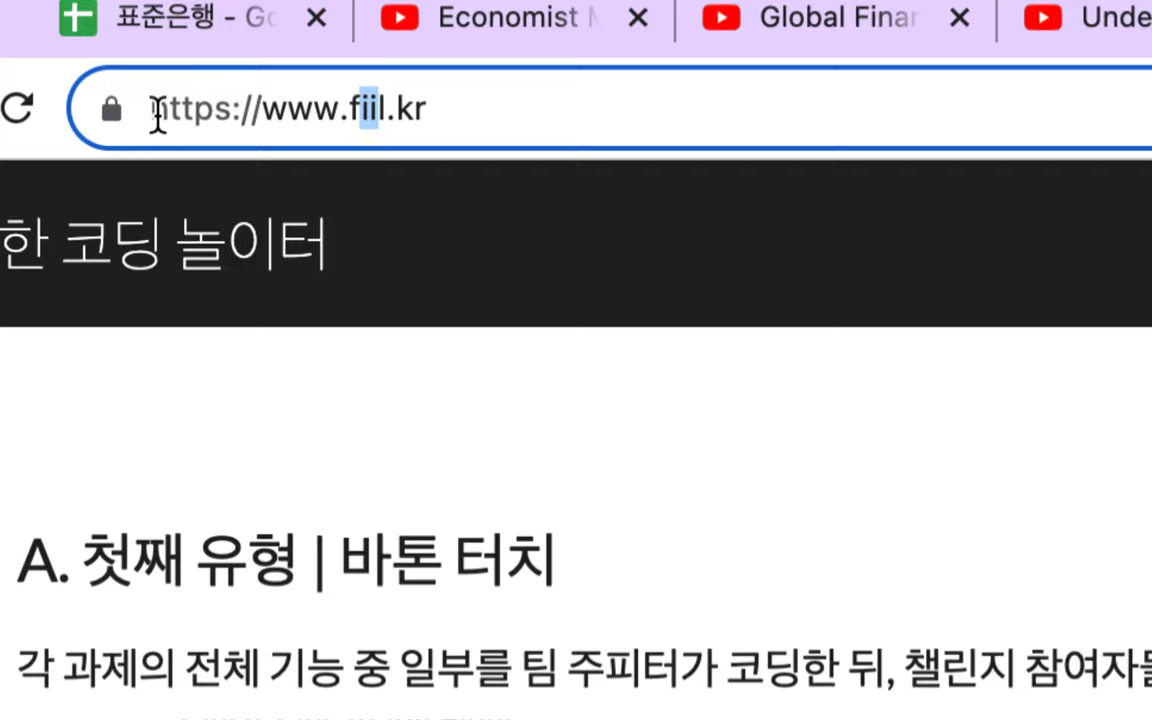 표준은행 - Go
Economist
Global Finan
Unde
https://www.fiil.kr
한 코딩 놀이터
A. 첫째 유형 | 바톤 터치
각 과제의 전체 기능 중 일부를 팀 주피터가 코딩한 뒤, 챌린지 참여자들